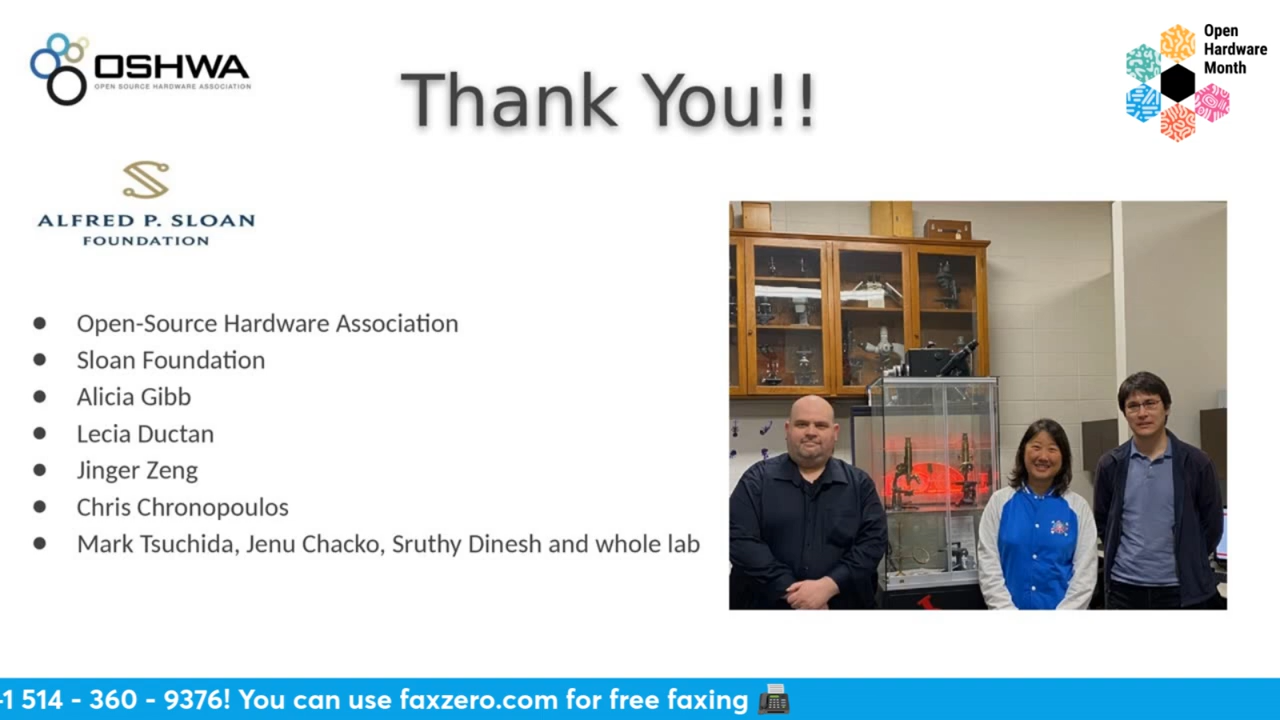 OSHWA
OPEN SOURCE HARDWARE ASSOCIATION
Thank You!!
Open
Hardware
Month
ALFRED P. SLOAN
FOUNDATION
● Open-Source Hardware Association
● Sloan Foundation
● Alicia Gibb
● Lecia Ductan
● Jinger Zeng
● Chris Chronopoulos
● Mark Tsuchida, Jenu Chacko, Sruthy Dinesh and whole lab
1 514 - 360 - 9376! You can use faxzero.com for free faxing